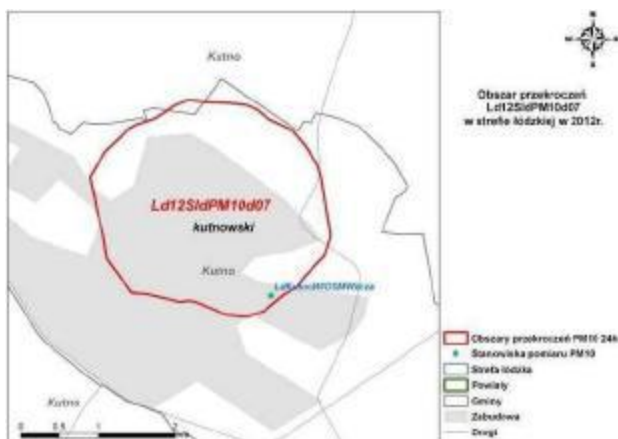 N
Obszar przekroczeń
Ld12SldPM10d07
w strefie łódzkiej w 2012r.
Kutno
Ld12SldPM10d07
kutnowski
Kutno
Kutno
0 0.5 1 2
Obszary przekroczeń PM10 24h
Stanowiska pomiaru PM10
Strefa łódzka
Powiaty
Gminy
Zabudowa
Drogi